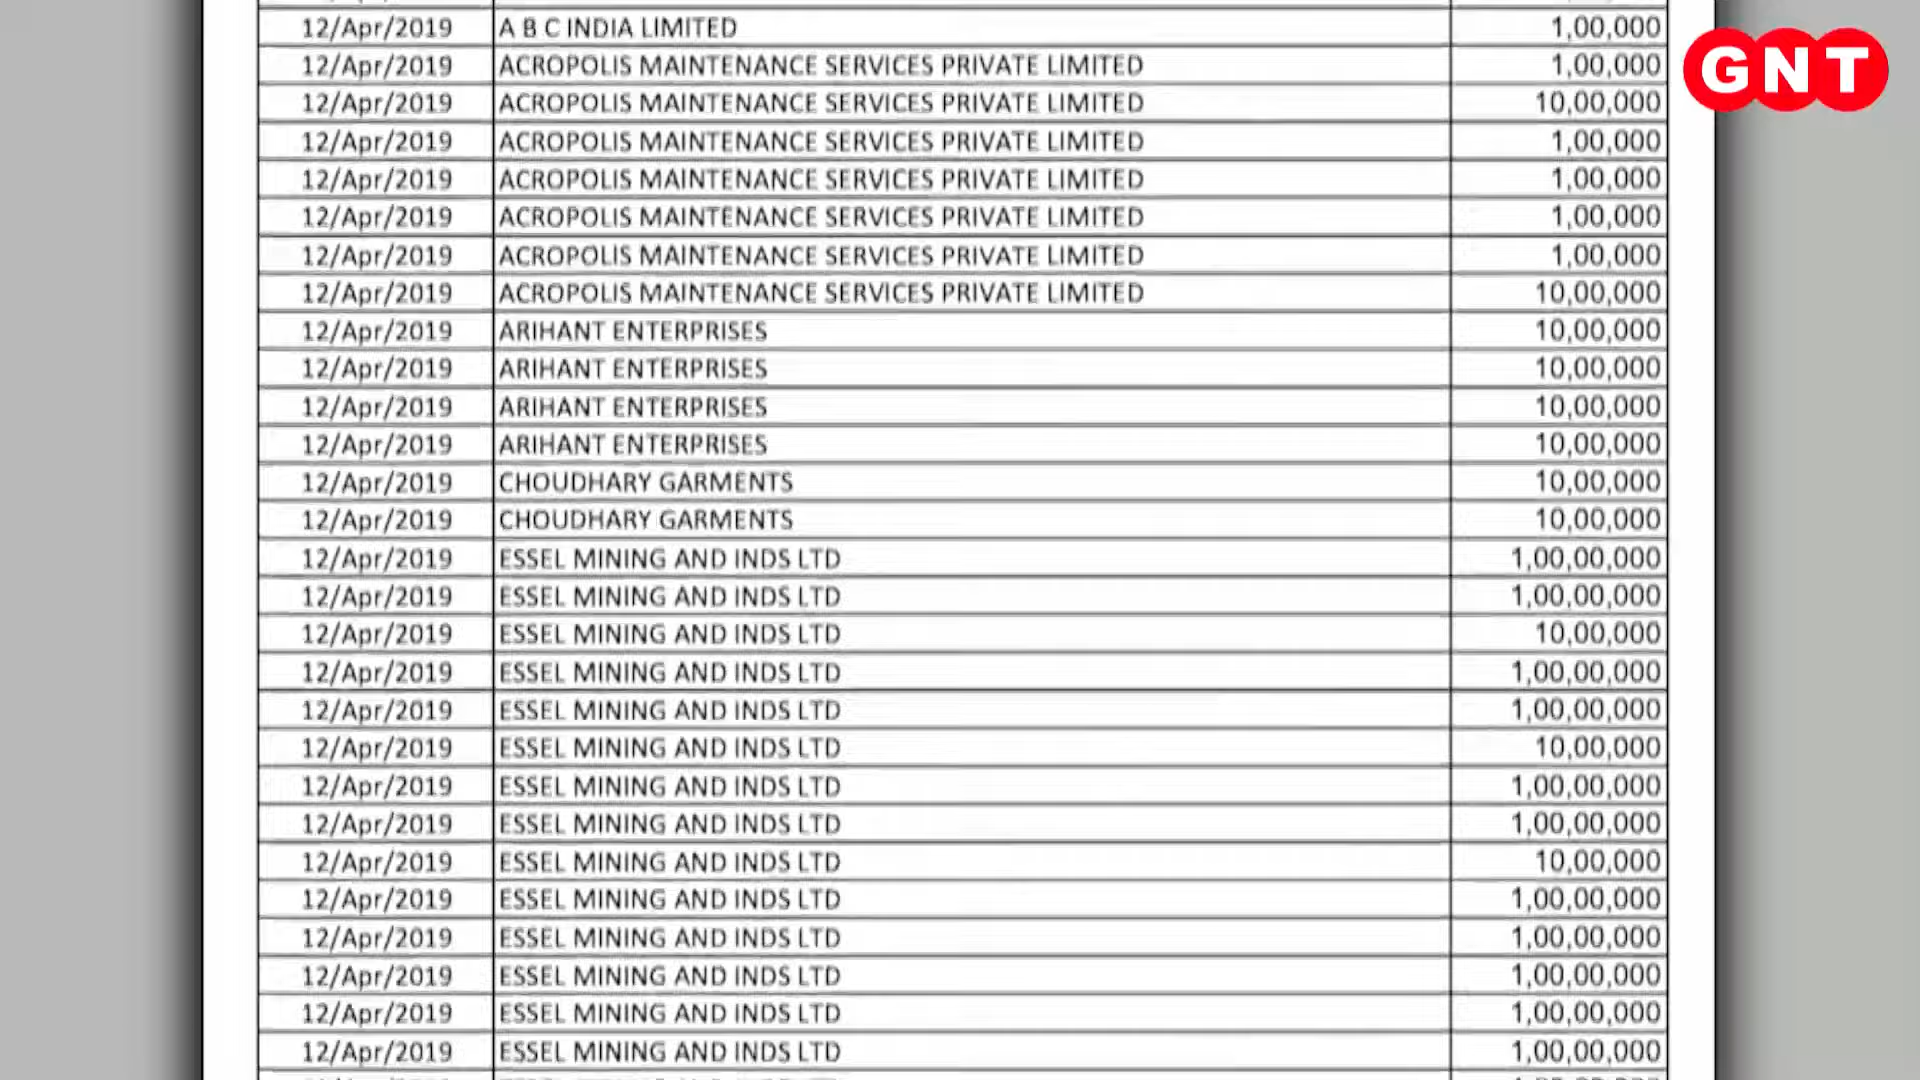 12/Apr/2019 A B C INDIA LIMITED 1,00,000
12/Apr/2019 ACROPOLIS MAINTENANCE SERVICES PRIVATE LIMITED 1,00,000
12/Apr/2019 ACROPOLIS MAINTENANCE SERVICES PRIVATE LIMITED 10,00,000
12/Apr/2019 ACROPOLIS MAINTENANCE SERVICES PRIVATE LIMITED 1,00,000
12/Apr/2019 ACROPOLIS MAINTENANCE SERVICES PRIVATE LIMITED 1,00,000
12/Apr/2019 ACROPOLIS MAINTENANCE SERVICES PRIVATE LIMITED 1,00,000
12/Apr/2019 ACROPOLIS MAINTENANCE SERVICES PRIVATE LIMITED 1,00,000
12/Apr/2019 ACROPOLIS MAINTENANCE SERVICES PRIVATE LIMITED 10,00,000
12/Apr/2019 ARIHANT ENTERPRISES 10,00,000
12/Apr/2019 ARIHANT ENTERPRISES 10,00,000
12/Apr/2019 ARIHANT ENTERPRISES 10,00,000
12/Apr/2019 ARIHANT ENTERPRISES 10,00,000
12/Apr/2019 CHOUDHARY GARMENTS 10,00,000
12/Apr/2019 CHOUDHARY GARMENTS 10,00,000
12/Apr/2019 ESSEL MINING AND INDS LTD 1,00,00,000
12/Apr/2019 ESSEL MINING AND INDS LTD 1,00,00,000
12/Apr/2019 ESSEL MINING AND INDS LTD 10,00,000
12/Apr/2019 ESSEL MINING AND INDS LTD 1,00,00,000
12/Apr/2019 ESSEL MINING AND INDS LTD 1,00,00,000
12/Apr/2019 ESSEL MINING AND INDS LTD 10,00,000
12/Apr/2019 ESSEL MINING AND INDS LTD 1,00,00,000
12/Apr/2019 ESSEL MINING AND INDS LTD 1,00,00,000
12/Apr/2019 ESSEL MINING AND INDS LTD 10,00,000
12/Apr/2019 ESSEL MINING AND INDS LTD 1,00,00,000
12/Apr/2019 ESSEL MINING AND INDS LTD 1,00,00,000
12/Apr/2019 ESSEL MINING AND INDS LTD 1,00,00,000
12/Apr/2019 ESSEL MINING AND INDS LTD 1,00,00,000
12/Apr/2019 ESSEL MINING AND INDS LTD 1,00,00,000
GNT